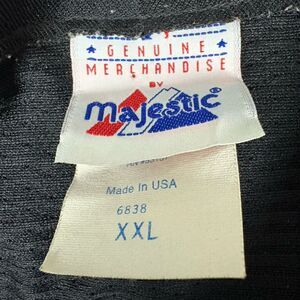 GENUINE
MERCHANDISE
BY
majestic
Made In USA
6838
XXL